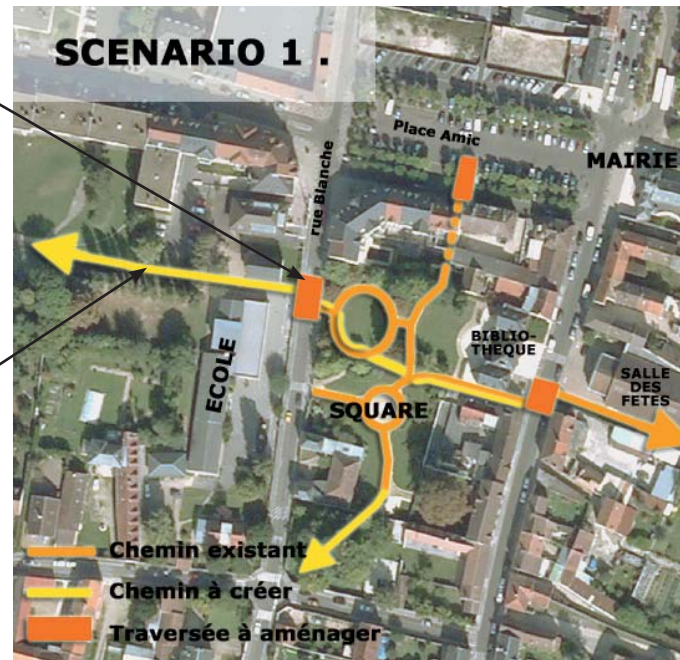 SCENARIO 1 .
Place Amic
MAIRIE
rue Blanche
BIBLIO-
THEQUE
ECOLE
SALLE
DES
FETES
SQUARE
Chemin existant
Chemin à créer
Traversée à aménager